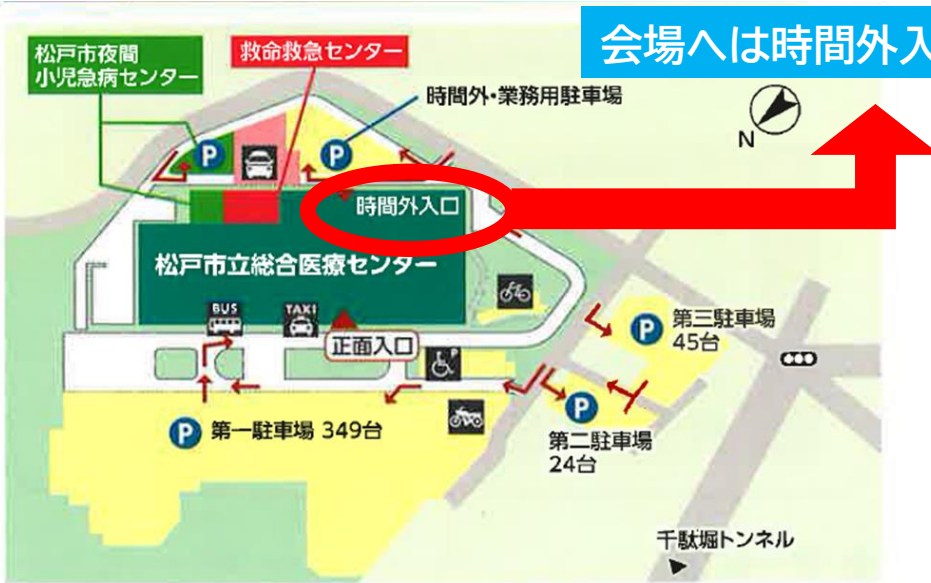 会場へは時間外入
松戸市夜間
小児急病センター
救命救急センター
時間外・業務用駐車場
P
P
N
時間外入口
松戸市立総合医療センター
BUS
TAXI
正面入口
P
P
第三駐車場
45台
P
第一駐車場 349台
P
第二駐車場
24台
千駄堀トンネル